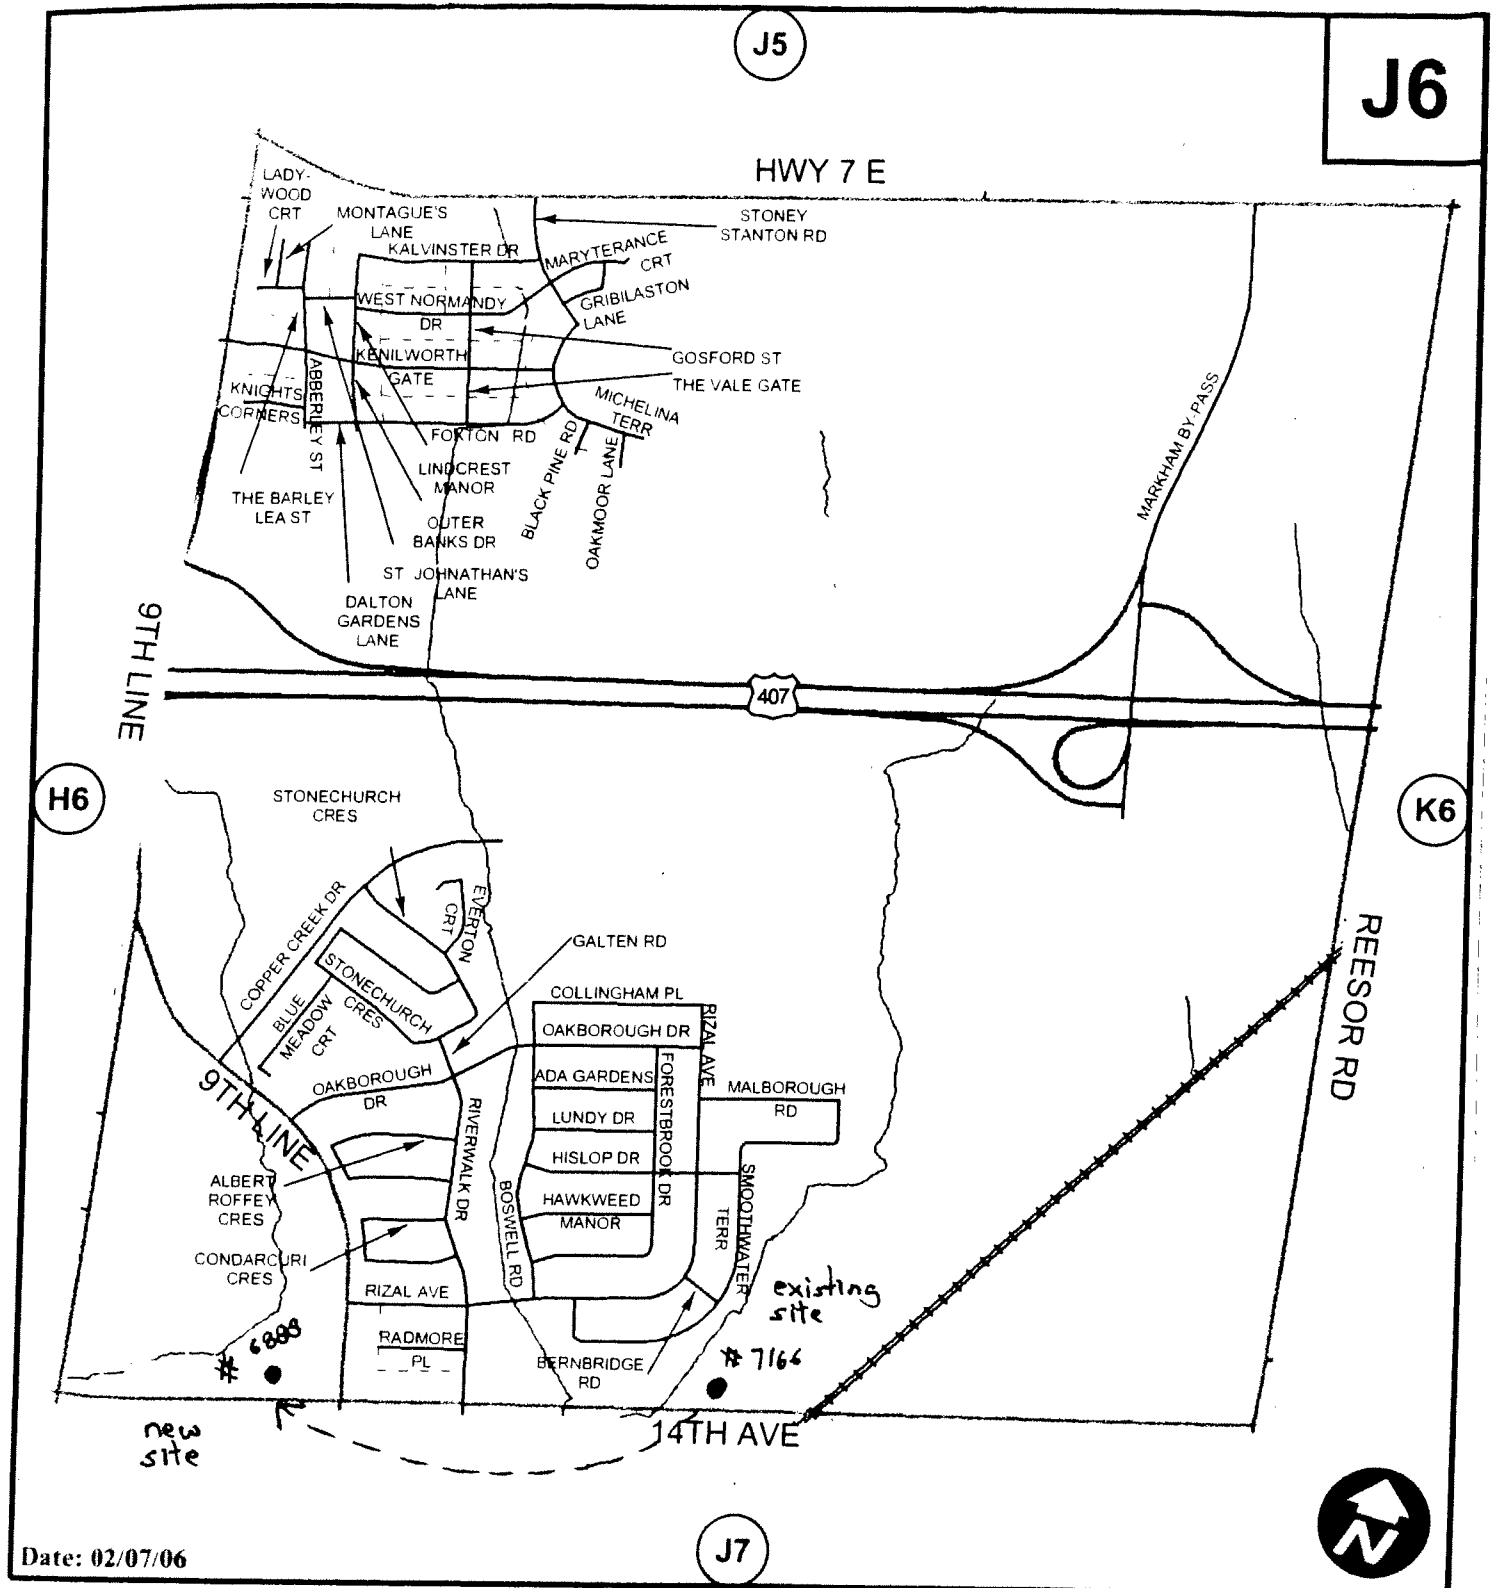 J5
J6
HWY 7 E
LADY-
WOOD
CRT
MONTAGUE'S
LANE
KALVINSTER DR
STONEY
STANTON RD
MARYTERANCE
CRT
WEST NORMANDY
DR
GRIBILASTON
LANE
KENILWORTH
GATE
GOSFORD ST
THE VALE GATE
KNIGHTS
CORNERS
ABBERLEY ST
MICHELINA
TERR
FOXTON RD
BLACK PINE RD
OAKMOOR LANE
MARKHAM BY-PASS
LINDCREST
MANOR
THE BARLEY
LEA ST
OUTER
BANKS DR
ST JOHNATHAN'S
LANE
DALTON
GARDENS
LANE
9TH LINE
407
H6
K6
STONECHURCH
CRES
COPPER CREEK DR
EVERTON
CRT
GALTEN RD
STONECHURCH
CRES
BLUE
MEADOW
CRT
COLLINGHAM PL
RIZAL AVE
OAKBOROUGH DR
REESOR RD
9TH LINE
OAKBOROUGH
DR
ADA GARDENS
FORESTBROOK DR
MALBOROUGH
RD
RIVERWALK DR
LUNDY DR
HISLOP DR
ALBERT
ROFFEY
CRES
BOSWELL RD
HAWKWEED
MANOR
SMOOTHWATER
TERR
CONDARCURI
CRES
RIZAL AVE
existing
site
# 6888
RADMORE
PL
BERNBRIDGE
RD
# 7166
new
site
14TH AVE
N
J7
Date: 02/07/06